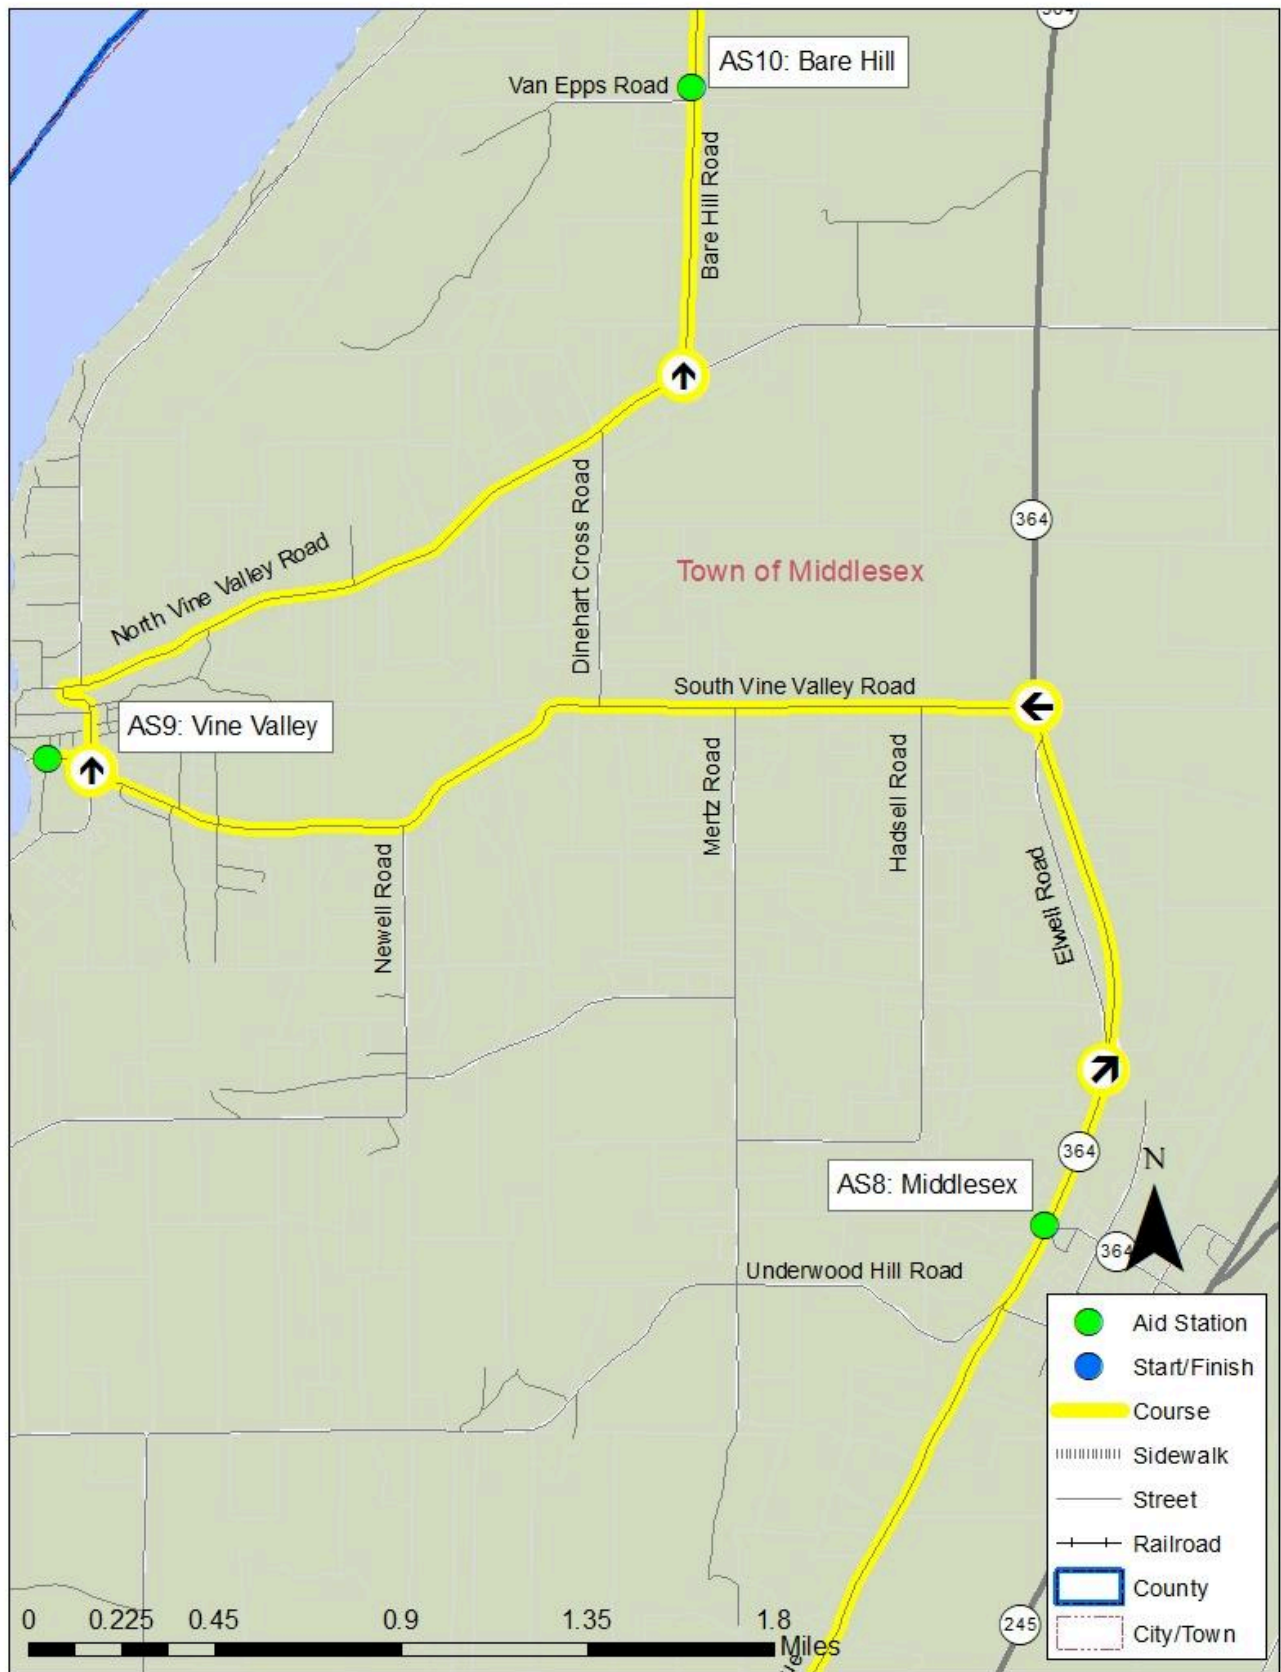 364
AS10: Bare Hill
Van Epps Road
Bare Hill Road
364
Dinehart Cross Road
Town of Middlesex
North Vine Valley Road
South Vine Valley Road
AS9: Vine Valley
Mertz Road
Hadsell Road
Newell Road
Elwell Road
364
N
AS8: Middlesex
364
Underwood Hill Road
Aid Station
Start/Finish
Course
Sidewalk
Street
Railroad
County
City/Town
245
0 0.225 0.45 0.9 1.35 1.8
Miles